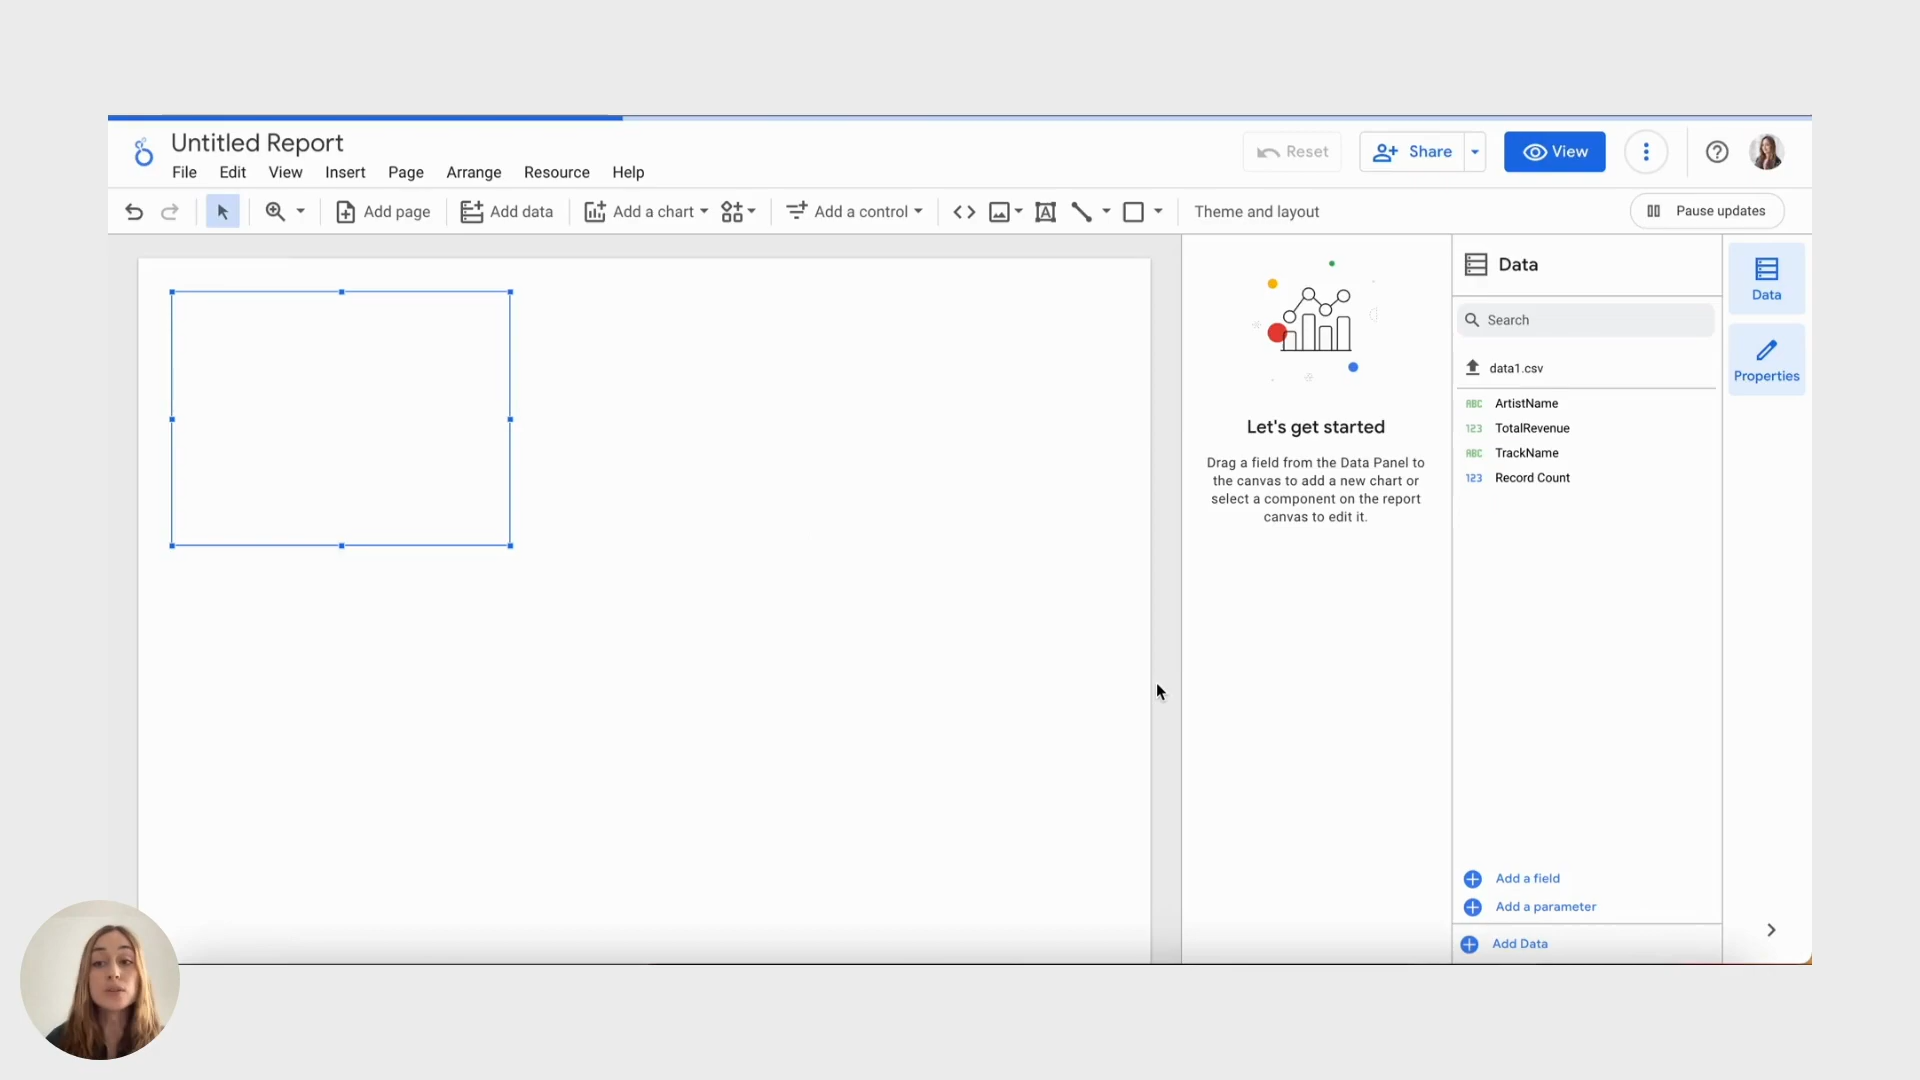 Untitled Report
File Edit View Insert Page Arrange Resource Help
Reset
Share
View
Add page
Add data
Add a chart
Add a control
Theme and layout
Pause updates
Let's get started
Drag a field from the Data Panel to
the canvas to add a new chart or
select a component on the report
canvas to edit it.
Data
Search
data1.csv
ABC ArtistName
123 TotalRevenue
ABC TrackName
123 Record Count
Add a field
Add a parameter
Add Data
Data
Properties